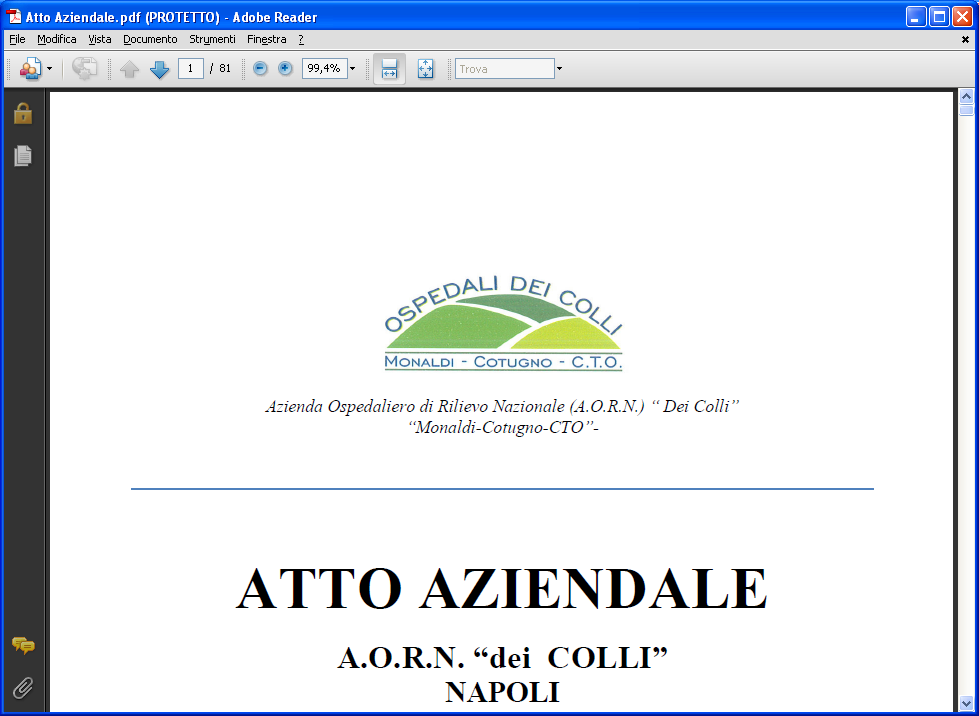 Atto Aziendale.pdf (PROTETTO) - Adobe Reader
File Modifica Vista Documento Strumenti Finestra ?
1 / 81 99,4% Trova
OSPEDALI DEI COLLI
MONALDI - COTUGNO - C.T.O.
Azienda Ospedaliero di Rilievo Nazionale (A.O.R.N.) “ Dei Colli”
“Monaldi-Cotugno-CTO”-
ATTO AZIENDALE
A.O.R.N. “dei COLLI”
NAPOLI